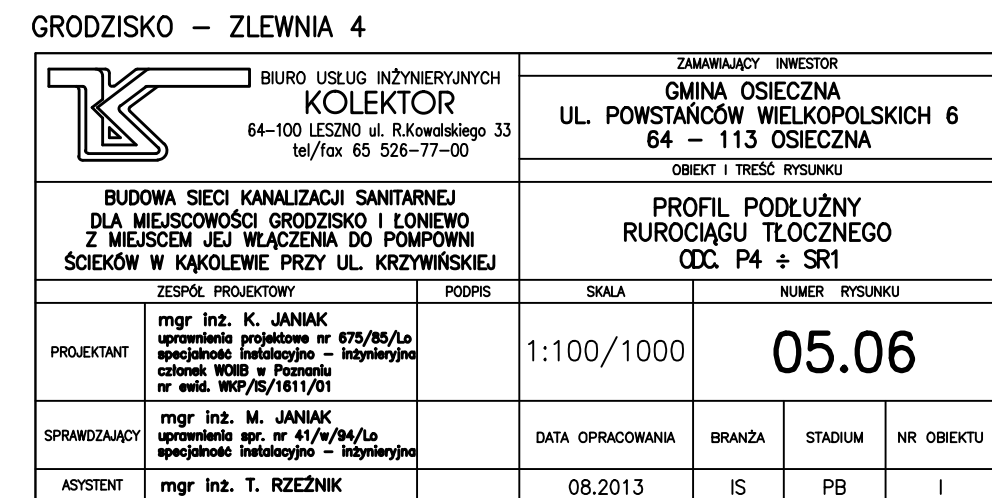 GRODZISKO – ZLEWNIA 4
BIURO USŁUG INŻYNIERYJNYCH
KOLEKTOR
64-100 LESZNO ul. R.Kowalskiego 33
tel/fax 65 526-77-00
ZAMAWIAJĄCY INWESTOR
GMINA OSIECZNA
UL. POWSTAŃCÓW WIELKOPOLSKICH 6
64 – 113 OSIECZNA
OBIEKT I TREŚĆ RYSUNKU
BUDOWA SIECI KANALIZACJI SANITARNEJ
DLA MIEJSCOWOŚCI GRODZISKO I ŁONIEWO
Z MIEJSCEM JEJ WŁĄCZENIA DO POMPOWNI
ŚCIEKÓW W KĄKOLEWIE PRZY UL. KRZYWIŃSKIEJ
PROFIL PODŁUŻNY
RUROCIĄGU TŁOCZNEGO
ODC. P4 ÷ SR1
ZESPÓŁ PROJEKTOWY PODPIS SKALA NUMER RYSUNKU
PROJEKTANT
mgr inż. K. JANIAK
uprawnienia projektowe nr 675/85/Lo
specjalność instalacyjno – inżynieryjna
członek WOIIB w Poznaniu
nr ewid. WKP/IS/1611/01
1:100/1000
05.06
SPRAWDZAJĄCY
mgr inż. M. JANIAK
uprawnienia spr. nr 41/w/94/Lo
specjalność instalacyjno – inżynieryjna
DATA OPRACOWANIA BRANŻA STADIUM NR OBIEKTU
ASYSTENT mgr inż. T. RZEŹNIK 08.2013 IS PB I